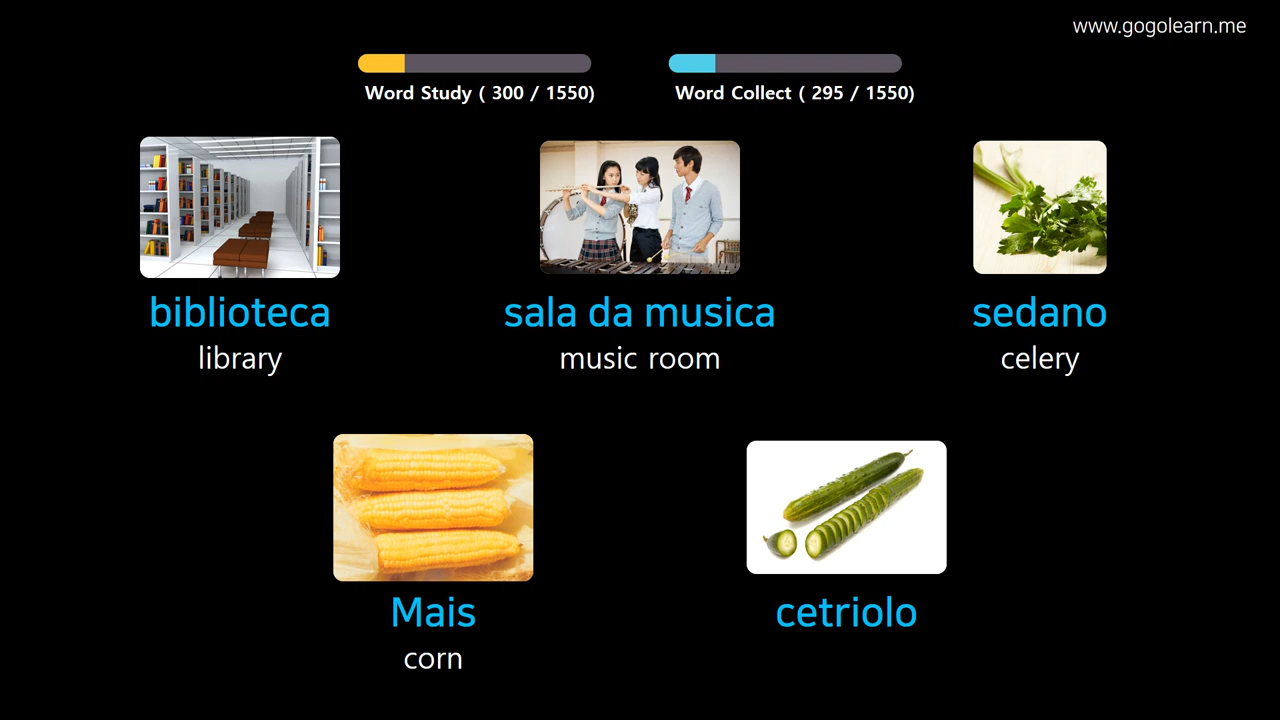 www.gogolearn.me
Word Study ( 300 / 1550)
Word Collect ( 295 / 1550)
biblioteca
library
sala da musica
music room
sedano
celery
Mais
corn
cetriolo